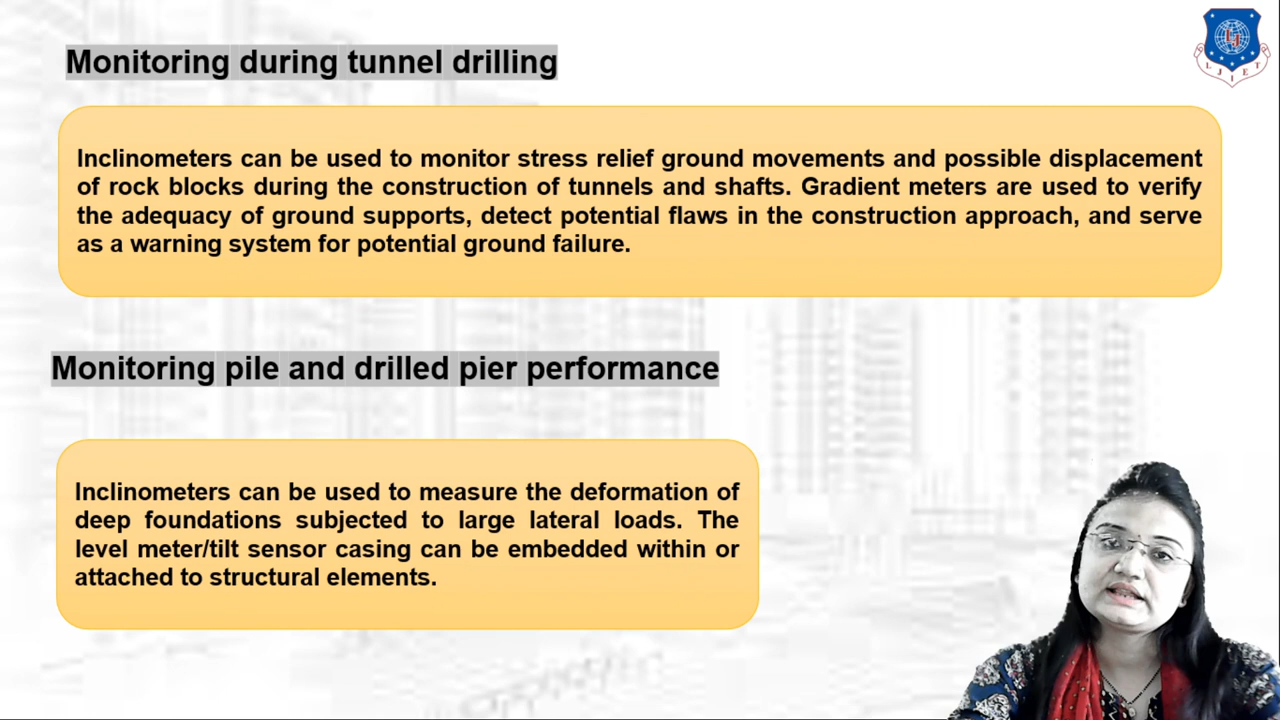 Monitoring during tunnel drilling
Inclinometers can be used to monitor stress relief ground movements and possible displacement
of rock blocks during the construction of tunnels and shafts. Gradient meters are used to verify
the adequacy of ground supports, detect potential flaws in the construction approach, and serve
as a warning system for potential ground failure.
Monitoring pile and drilled pier performance
Inclinometers can be used to measure the deformation of
deep foundations subjected to large lateral loads. The
level meter/tilt sensor casing can be embedded within or
attached to structural elements.
LJIET